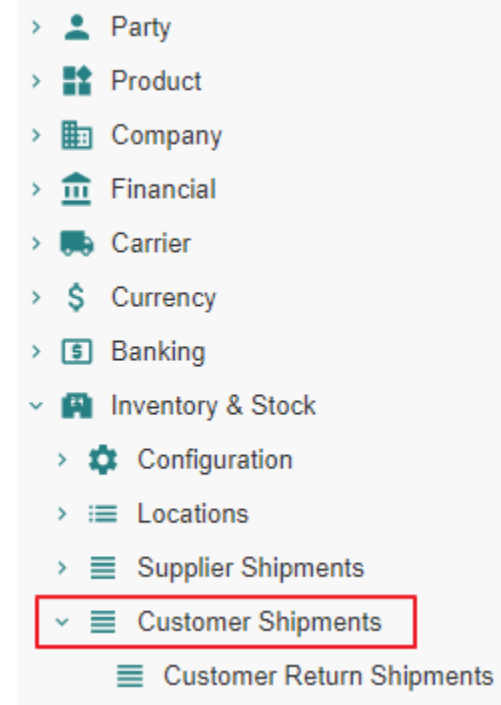 Party
Product
Company
Financial
Carrier
$ Currency
Banking
Inventory & Stock
Configuration
Locations
Supplier Shipments
Customer Shipments
Customer Return Shipments